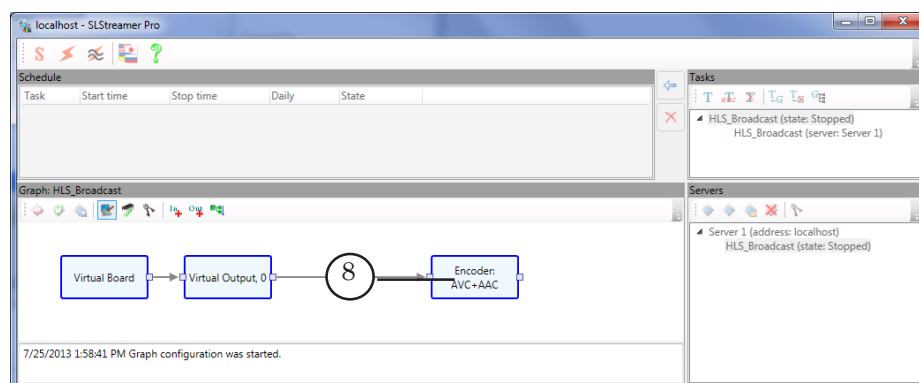 localhost - SLStreamer Pro
S
Schedule
Task Start time Stop time Daily State
Tasks
HLS_Broadcast (state: Stopped)
HLS_Broadcast (server: Server 1)
Graph: HLS_Broadcast
In Out
Virtual Board
Virtual Output, 0
8
Encoder:
AVC+AAC
Servers
Server 1 (address: localhost)
HLS_Broadcast (state: Stopped)
7/25/2013 1:58:41 PM Graph configuration was started.